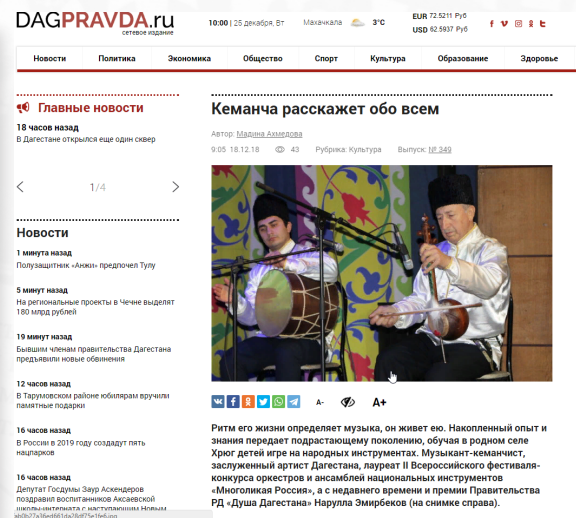 DAGPRAVDA.ru
сетевое издание
10:00 | 25 декабря, Вт
Махачкала
3°C
EUR 72.5211 Руб
USD 62.5937 Руб
Новости
Политика
Экономика
Общество
Спорт
Культура
Образование
Здоровье
Главные новости
18 часов назад
В Дагестане открылся еще один сквер
1/4
Новости
1 минута назад
Полузащитник «Анжи» предпочел Тулу
5 минут назад
На региональные проекты в Чечне выделят
180 млрд рублей
19 минут назад
Бывшим членам правительства Дагестана
предъявили новые обвинения
12 часов назад
В Тарумовском районе юбилярам вручили
памятные подарки
16 часов назад
В России в 2019 году создадут пять
нацпарков
16 часов назад
Депутат Госдумы Заур Аскендеров
поздравил воспитанников Аксаевской
школы-интерната с наступающим Новым
Кеманча расскажет обо всем
Автор: Мадина Ахмедова
9:05 18.12.18
43
Рубрика: Культура
Выпуск: № 349
A-
A+
Ритм его жизни определяет музыка, он живет ею. Накопленный опыт и
знания передает подрастающему поколению, обучая в родном селе
Хрюг детей игре на народных инструментах. Музыкант-кеманчист,
заслуженный артист Дагестана, лауреат II Всероссийского фестиваля-
конкурса оркестров и ансамблей национальных инструментов
«Многоликая Россия», а с недавнего времени и премии Правительства
РД «Душа Дагестана» Нарулла Эмирбеков (на снимке справа).